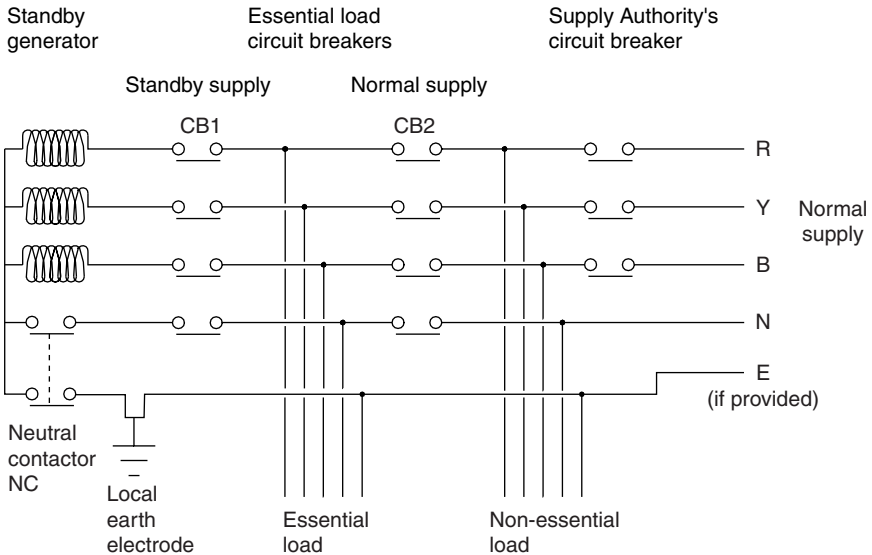 Standby
generator
Essential load
circuit breakers
Supply Authority's
circuit breaker
Standby supply
Normal supply
CB1
CB2
R
Y
Normal
supply
B
N
E
(if provided)
Neutral
contactor
NC
Local
earth
electrode
Essential
load
Non-essential
load